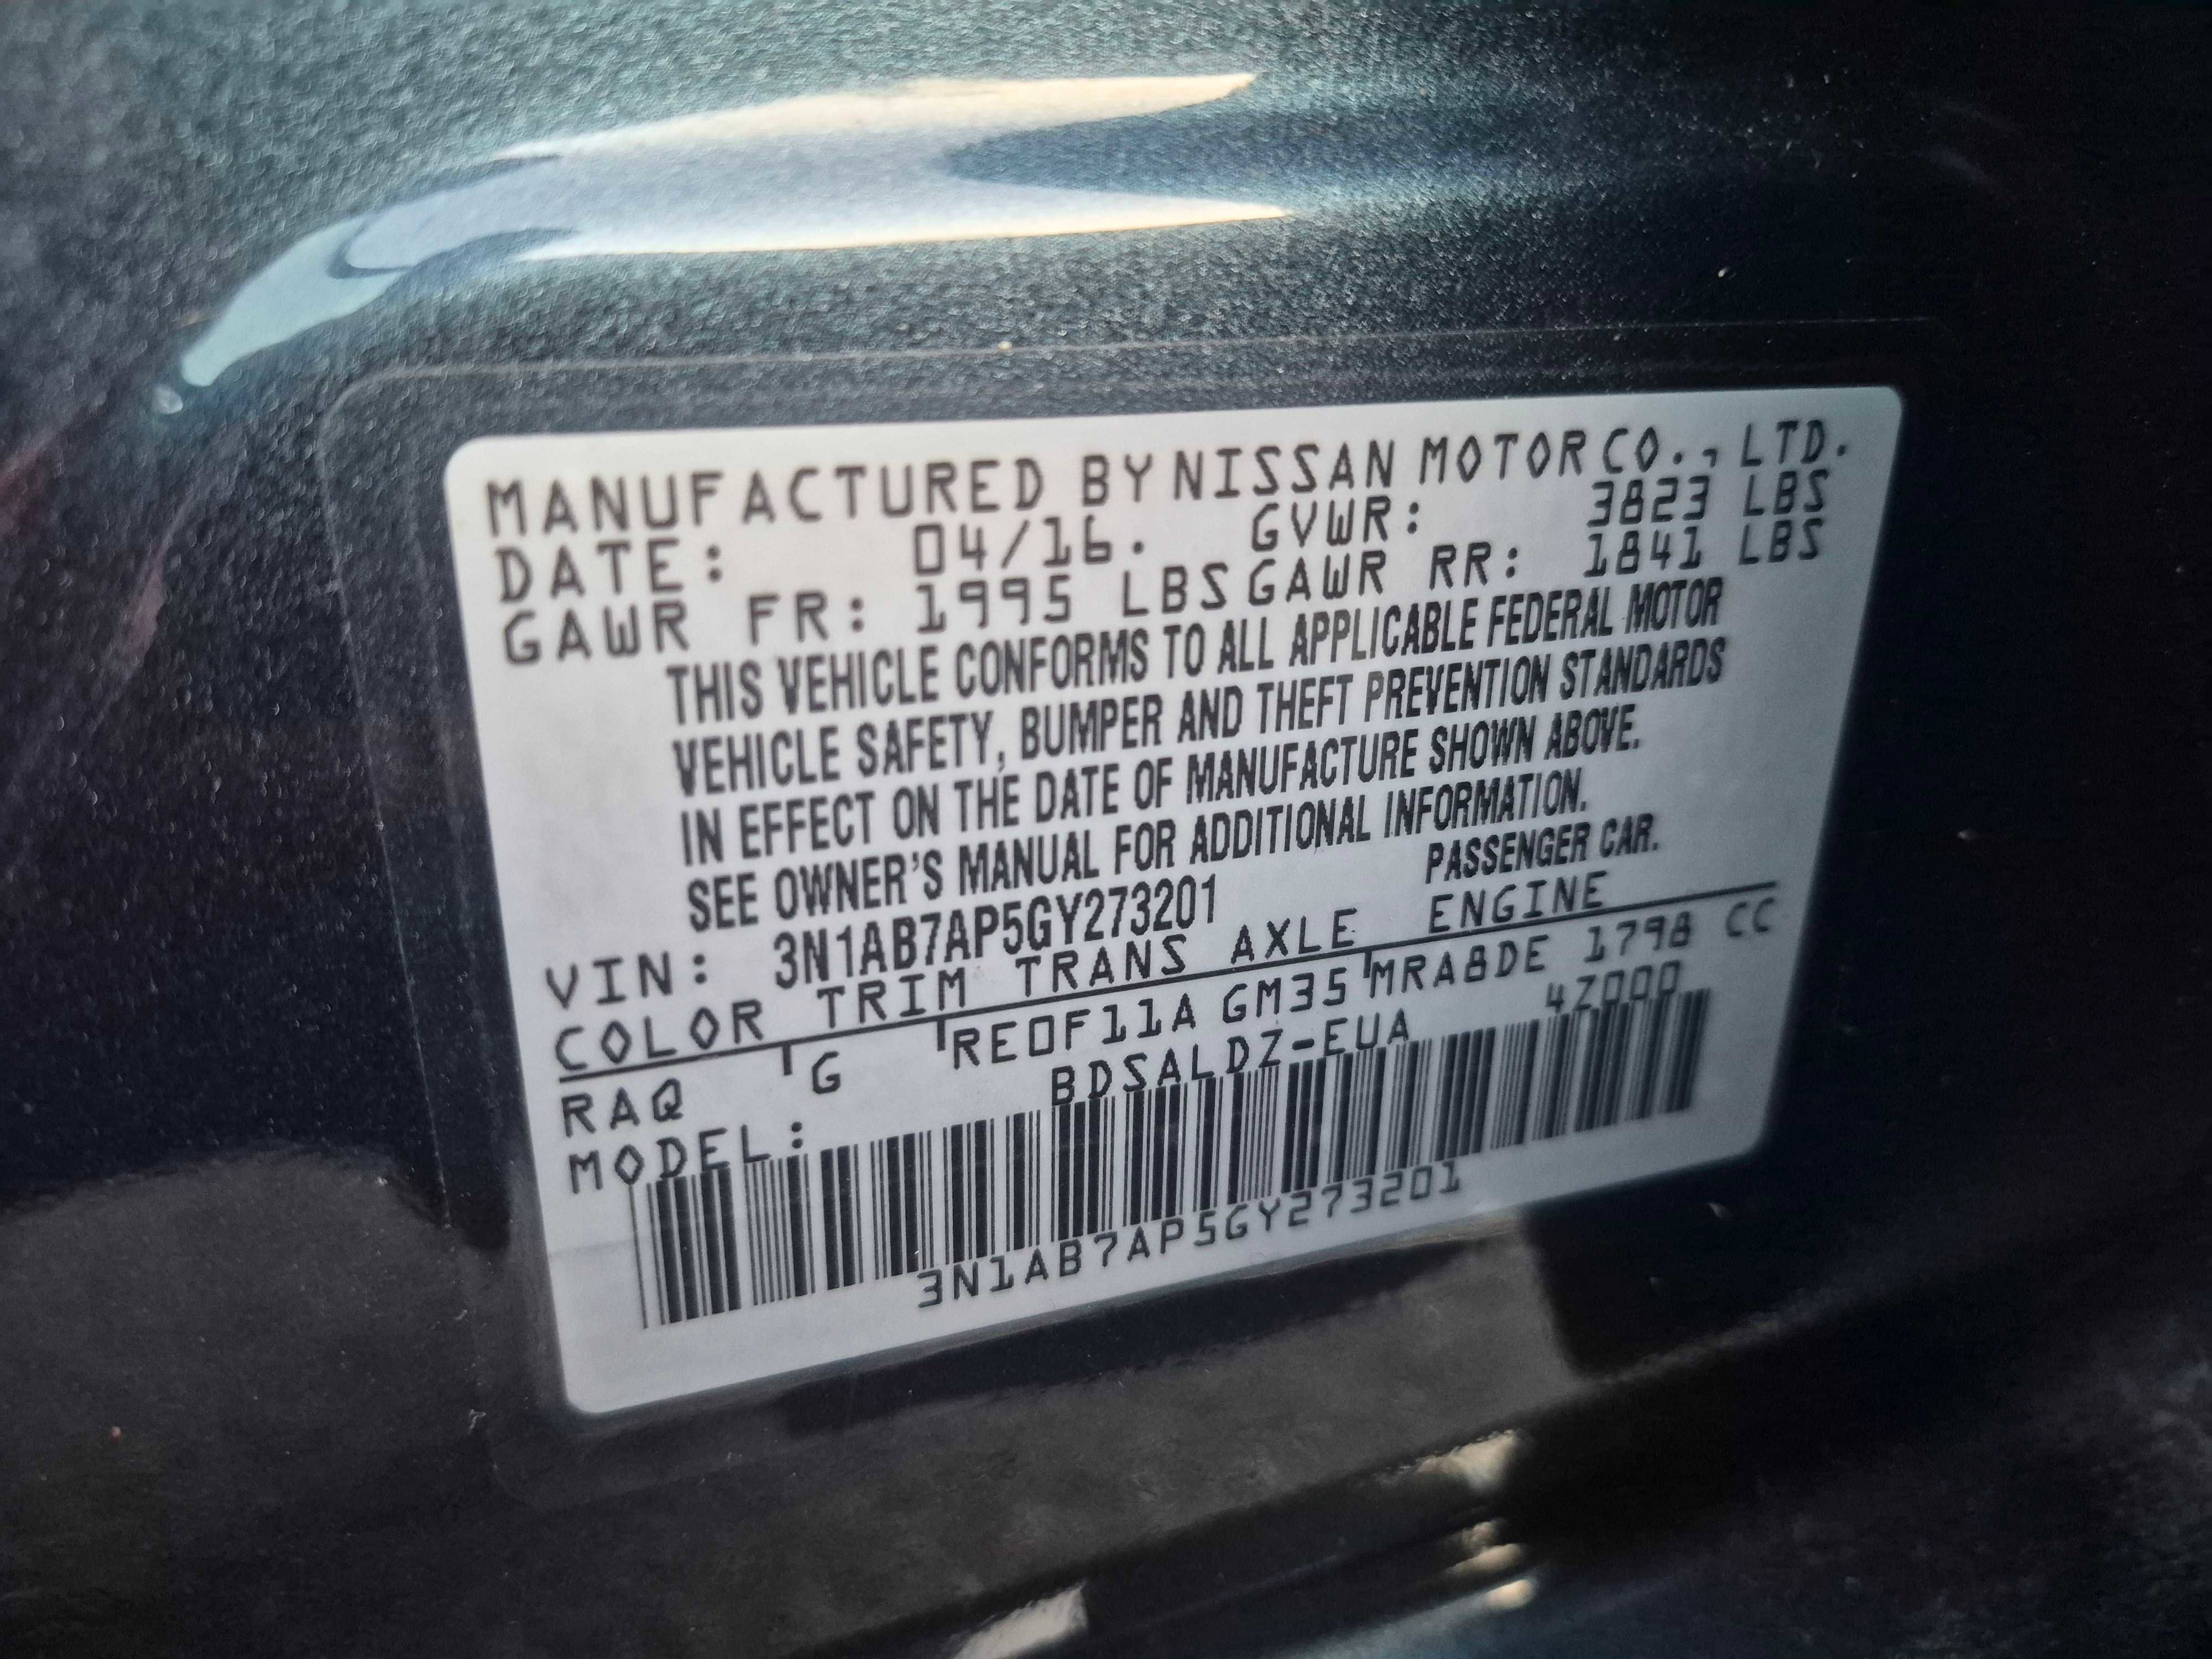 MANUFACTURED BY NISSAN MOTOR CO., LTD.
DATE: 04/16. GVWR: 3823 LBS
GAWR FR: 1995 LBS GAWR RR: 1841 LBS
THIS VEHICLE CONFORMS TO ALL APPLICABLE FEDERAL MOTOR
VEHICLE SAFETY, BUMPER AND THEFT PREVENTION STANDARDS
IN EFFECT ON THE DATE OF MANUFACTURE SHOWN ABOVE.
SEE OWNER'S MANUAL FOR ADDITIONAL INFORMATION.
VIN: 3N1AB7AP5GY273201 PASSENGER CAR.
COLOR TRIM TRANS AXLE ENGINE
RAQ G RE0F11A GM35 MRA8DE 1798 CC
MODEL: BDSALDZ-EUA 4Z000
3N1AB7AP5GY273201